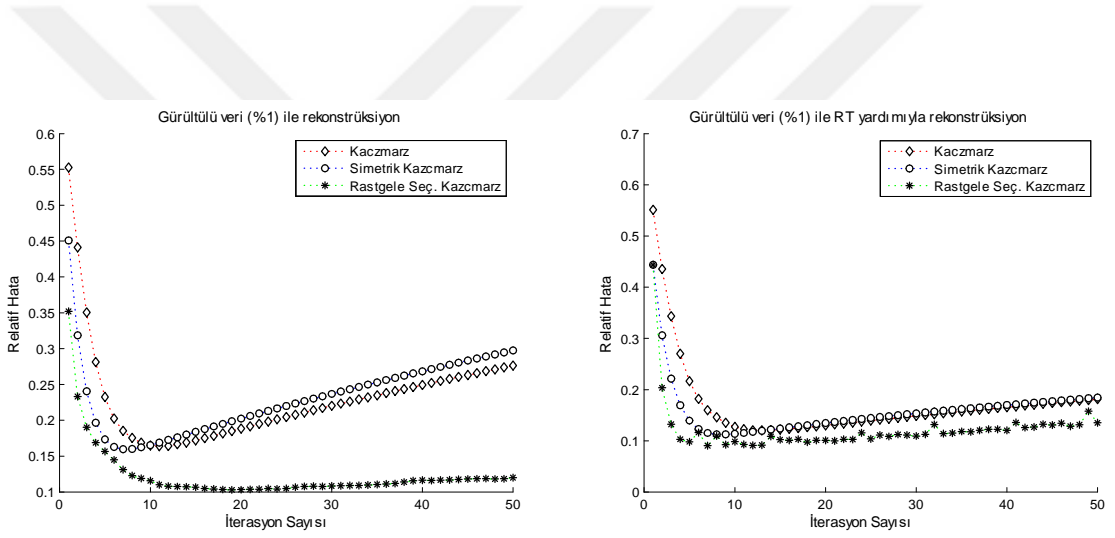 Gürültülü veri (%1) ile rekonstrüksiyon
Kaczmarz
Simetrik Kazcmarz
Rastgele Seç. Kazcmarz
0.6
0.55
0.5
0.45
0.4
0.35
0.3
0.25
0.2
0.15
0.1
Relatif Hata
0 10 20 30 40 50
İterasyon Sayısı
Gürültülü veri (%1) ile RT yardımıyla rekonstrüksiyon
Kaczmarz
Simetrik Kazcmarz
Rastgele Seç. Kazcmarz
0.7
0.6
0.5
0.4
0.3
0.2
0.1
0
Relatif Hata
0 10 20 30 40 50
İterasyon Sayısı